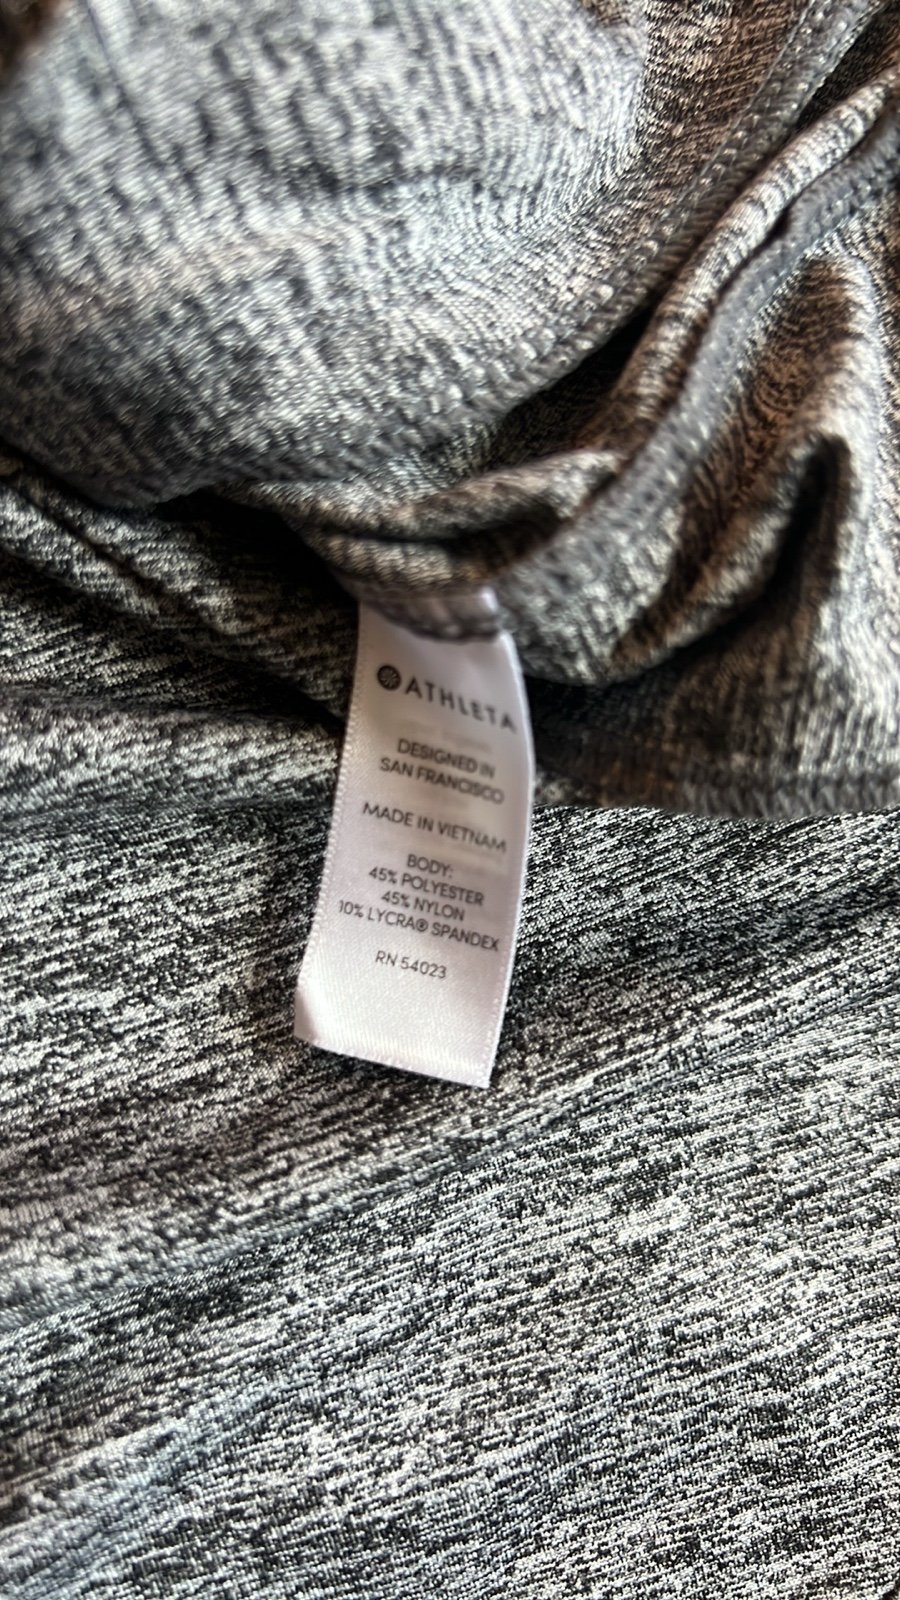 ATHLETA
DESIGNED IN
SAN FRANCISCO
MADE IN VIETNAM
BODY:
45% POLYESTER
45% NYLON
10% LYCRA® SPANDEX
RN 54023